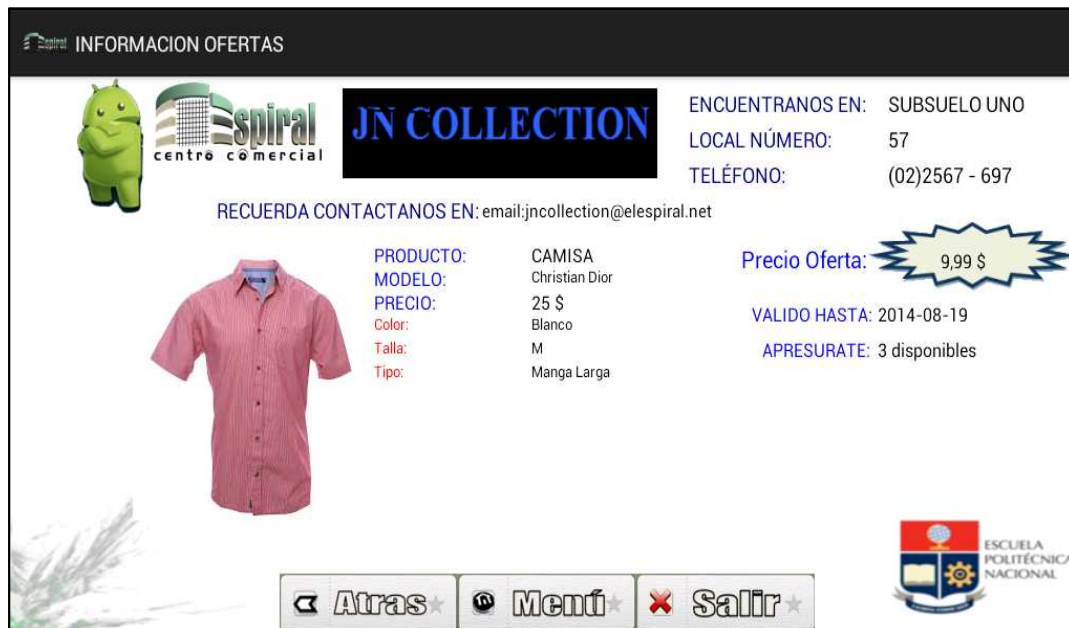 Espiral INFORMACION OFERTAS
Espiral
centro comercial
JN COLLECTION
ENCUENTRANOS EN: SUBSUELO UNO
LOCAL NÚMERO: 57
TELÉFONO: (02)2567 - 697
RECUERDA CONTACTANOS EN: email:jncollection@elespiral.net
PRODUCTO: CAMISA
MODELO: Christian Dior
PRECIO: 25 $
Color: Blanco
Talla: M
Tipo: Manga Larga
Precio Oferta: 9,99 $
VALIDO HASTA: 2014-08-19
APRESURATE: 3 disponibles
ESCUELA
POLITÉCNICA
NACIONAL
Atras
Menú
Salir